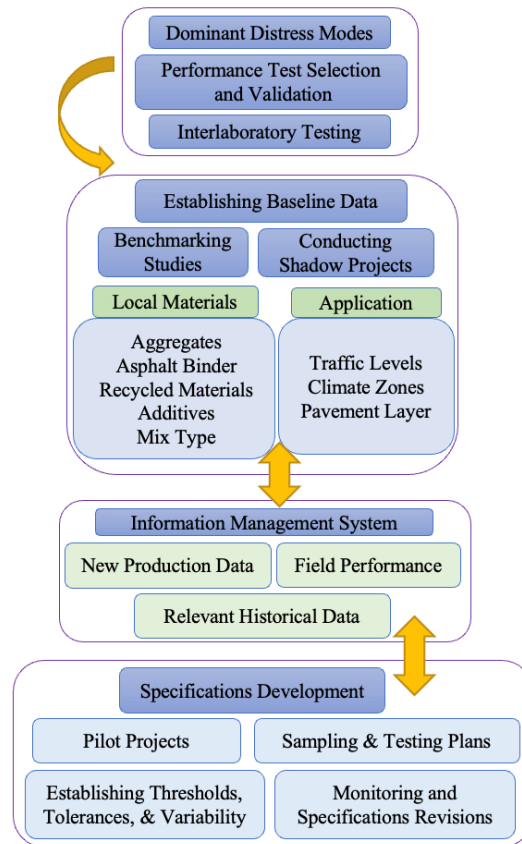 Dominant Distress Modes
Performance Test Selection
and Validation
Interlaboratory Testing
Establishing Baseline Data
Benchmarking
Studies
Conducting
Shadow Projects
Local Materials
Application
Aggregates
Asphalt Binder
Recycled Materials
Additives
Mix Type
Traffic Levels
Climate Zones
Pavement Layer
Information Management System
New Production Data
Field Performance
Relevant Historical Data
Specifications Development
Pilot Projects
Sampling & Testing Plans
Establishing Thresholds,
Tolerances, & Variability
Monitoring and
Specifications Revisions